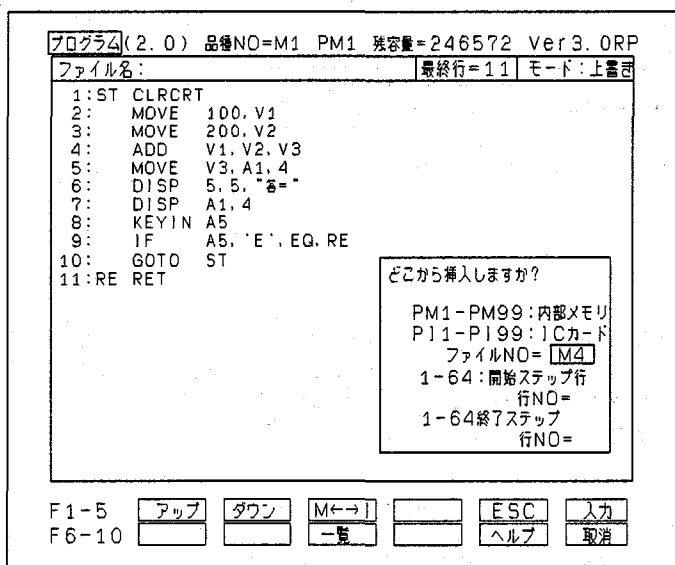 プログラム(2.0) 品種NO=M1 PM1 残容量=246572 Ver3.0RP
ファイル名: 最終行=11 モード:上書き
1:ST CLRCRT
2: MOVE 100,V1
3: MOVE 200,V2
4: ADD V1,V2,V3
5: MOVE V3,A1,4
6: DISP 5,5,"答="
7: DISP A1,4
8: KEYIN A5
9: IF A5,'E',EQ,RE
10: GOTO ST
11:RE RET
どこから挿入しますか?
PM1-PM99:内部メモリ
PI1-PI99:ICカード
ファイルNO= M4
1-64:開始ステップ行
行NO=
1-64終了ステップ
行NO=
F1-5 アップ ダウン M←→I ESC 入力
F6-10 一覧 ヘルプ 取消